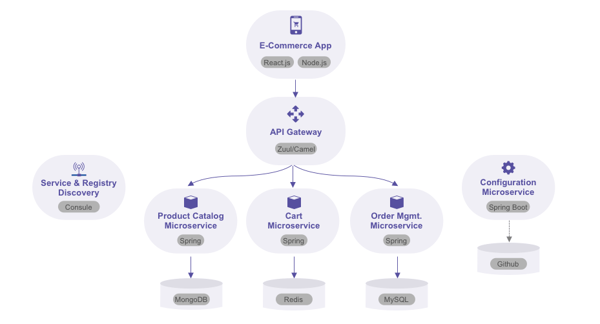 E-Commerce App
React.js
Node.js
API Gateway
Zuul/Camel
Service & Registry
Discovery
Consule
Product Catalog
Microservice
Spring
MongoDB
Cart
Microservice
Spring
Redis
Order Mgmt.
Microservice
Spring
MySQL
Configuration
Microservice
Spring Boot
Github